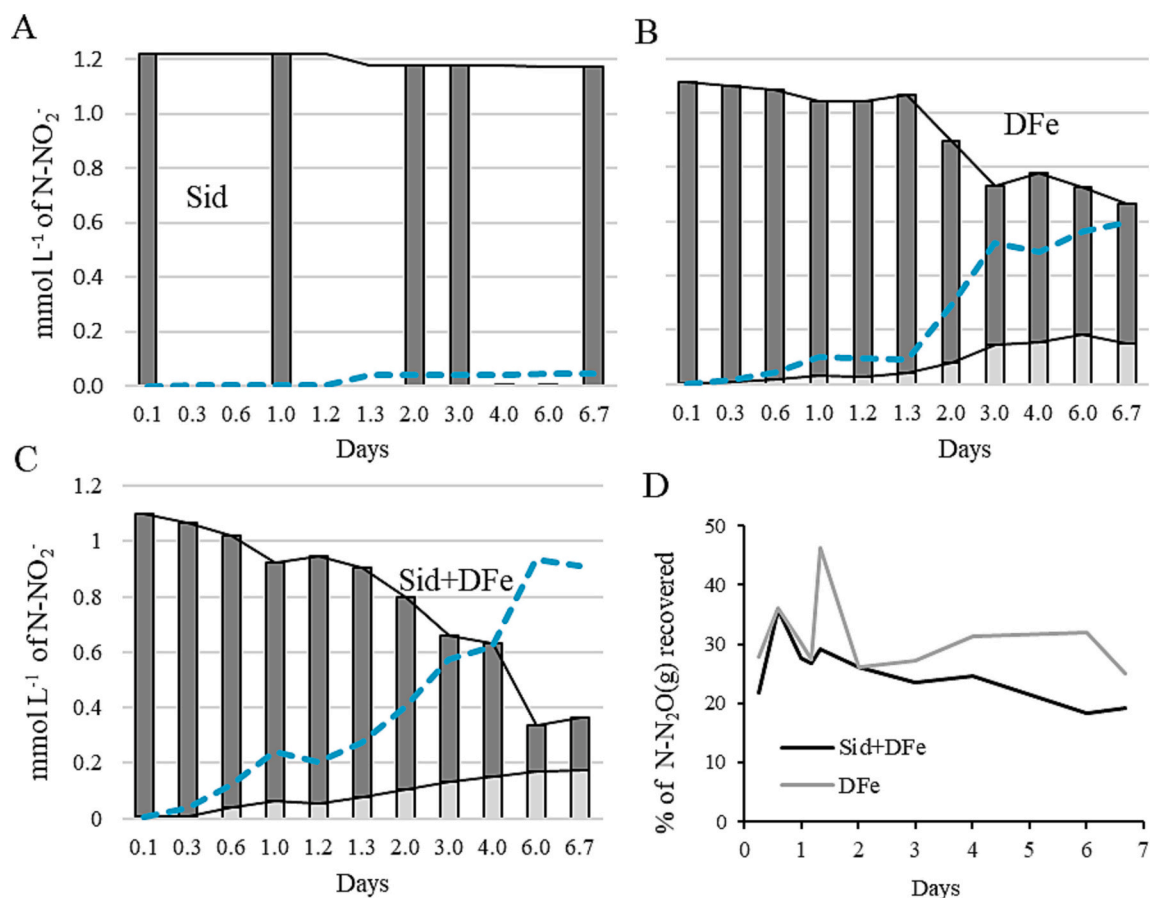 A
mmol L⁻¹ of N-NO₂⁻
1.2
1.0
0.8
0.6
0.4
0.2
0.0
Sid
0.1 0.3 0.6 1.0 1.2 1.3 2.0 3.0 4.0 6.0 6.7
Days
B
DFe
0.1 0.3 0.6 1.0 1.2 1.3 2.0 3.0 4.0 6.0 6.7
Days
C
mmol L⁻¹ of N-NO₂⁻
1.2
1
0.8
0.6
0.4
0.2
0
Sid+DFe
0.1 0.3 0.6 1.0 1.2 1.3 2.0 3.0 4.0 6.0 6.7
Days
D
% of N-N₂O(g) recovered
50
40
30
20
10
0
Sid+DFe
DFe
0 1 2 3 4 5 6 7
Days